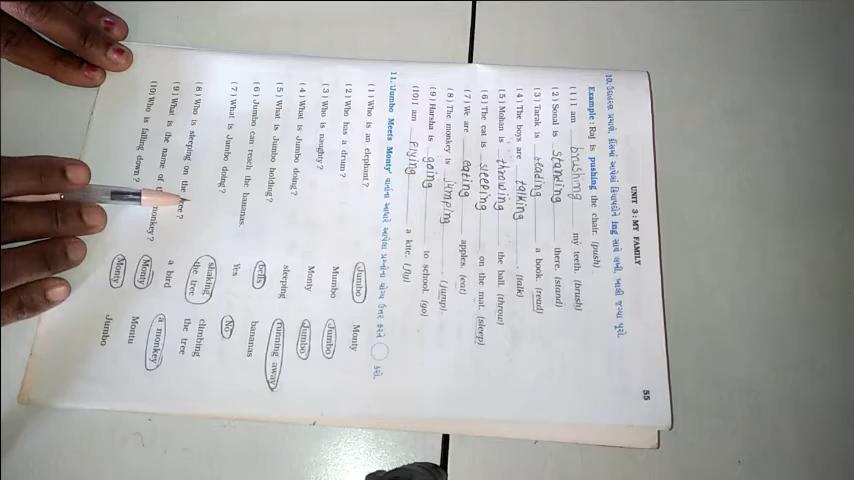 55
UNIT 3 : MY FAMILY
10. ઉદાહરણ પ્રમાણે, ક્રિયાપદોને ing સાથે લખી, ખાલી જગ્યા પૂરો.
Example : Raj is pushing the chair. (push)
(1) I am brushing my teeth. (brush)
(2) Sonal is standing there. (stand)
(3) Tarak is reading a book. (read)
(4) The boys are talking. (talk)
(5) Mohan is throwing the ball. (throw)
(6) The cat is sleeping on the mat. (sleep)
(7) We are eating apples. (eat)
(8) The monkey is jumping. (jump)
(9) Harsha is going to school. (go)
(10) I am flying a kite. (fly)
11. 'Jumbo Meets Monty' કરો.
(1) Who is an elephant? Jumbo Monty
(2) Who has a drum? Mumbo Jumbo
(3) Who is naughty? Monty Jumbo
(4) What is Jumbo doing? sleeping running away
(5) What is Jumbo holding? bells bananas
(6) Jumbo can reach the bananas. Yes No
(7) What is Jumbo doing? shaking the tree climbing the tree
(8) Who is sleeping on the tree? a bird a monkey
(9) What is the name of the monkey? Monty Montu
(10) Who is falling down? Monty Jumbo